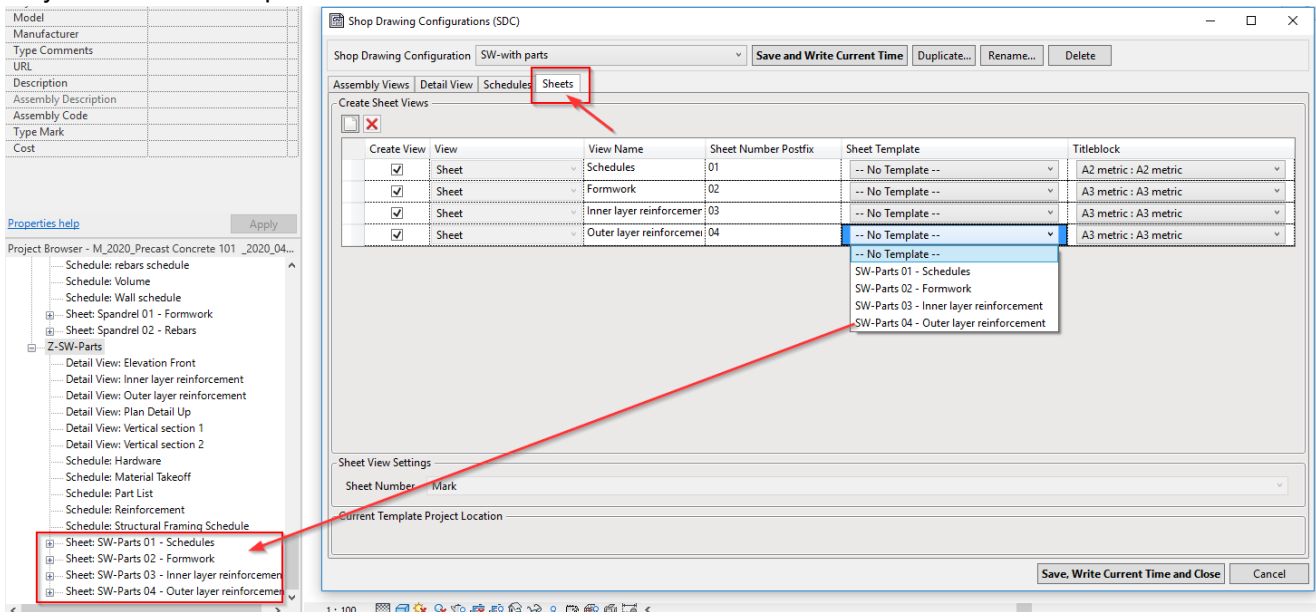 Model
Manufacturer
Type Comments
URL
Description
Assembly Description
Assembly Code
Type Mark
Cost
Properties help
Apply
Project Browser - M_2020_Precast Concrete 101 _2020_04...
Schedule: rebars schedule
Schedule: Volume
Schedule: Wall schedule
Sheet: Spandrel 01 - Formwork
Sheet: Spandrel 02 - Rebars
Z-SW-Parts
Detail View: Elevation Front
Detail View: Inner layer reinforcement
Detail View: Outer layer reinforcement
Detail View: Plan Detail Up
Detail View: Vertical section 1
Detail View: Vertical section 2
Schedule: Hardware
Schedule: Material Takeoff
Schedule: Part List
Schedule: Reinforcement
Schedule: Structural Framing Schedule
Sheet: SW-Parts 01 - Schedules
Sheet: SW-Parts 02 - Formwork
Sheet: SW-Parts 03 - Inner layer reinforcemen
Sheet: SW-Parts 04 - Outer layer reinforcemen
Shop Drawing Configurations (SDC)
Shop Drawing Configuration SW-with parts Save and Write Current Time Duplicate... Rename... Delete
Assembly Views Detail View Schedules Sheets
Create Sheet Views
Create View View View Name Sheet Number Postfix Sheet Template Titleblock
Sheet Schedules 01 -- No Template -- A2 metric : A2 metric
Sheet Formwork 02 -- No Template -- A3 metric : A3 metric
Sheet Inner layer reinforcemer 03 -- No Template -- A3 metric : A3 metric
Sheet Outer layer reinforcemer 04 -- No Template -- A3 metric : A3 metric
-- No Template --
SW-Parts 01 - Schedules
SW-Parts 02 - Formwork
SW-Parts 03 - Inner layer reinforcement
SW-Parts 04 - Outer layer reinforcement
Sheet View Settings
Sheet Number Mark
Current Template Project Location
Save, Write Current Time and Close Cancel
1 : 100